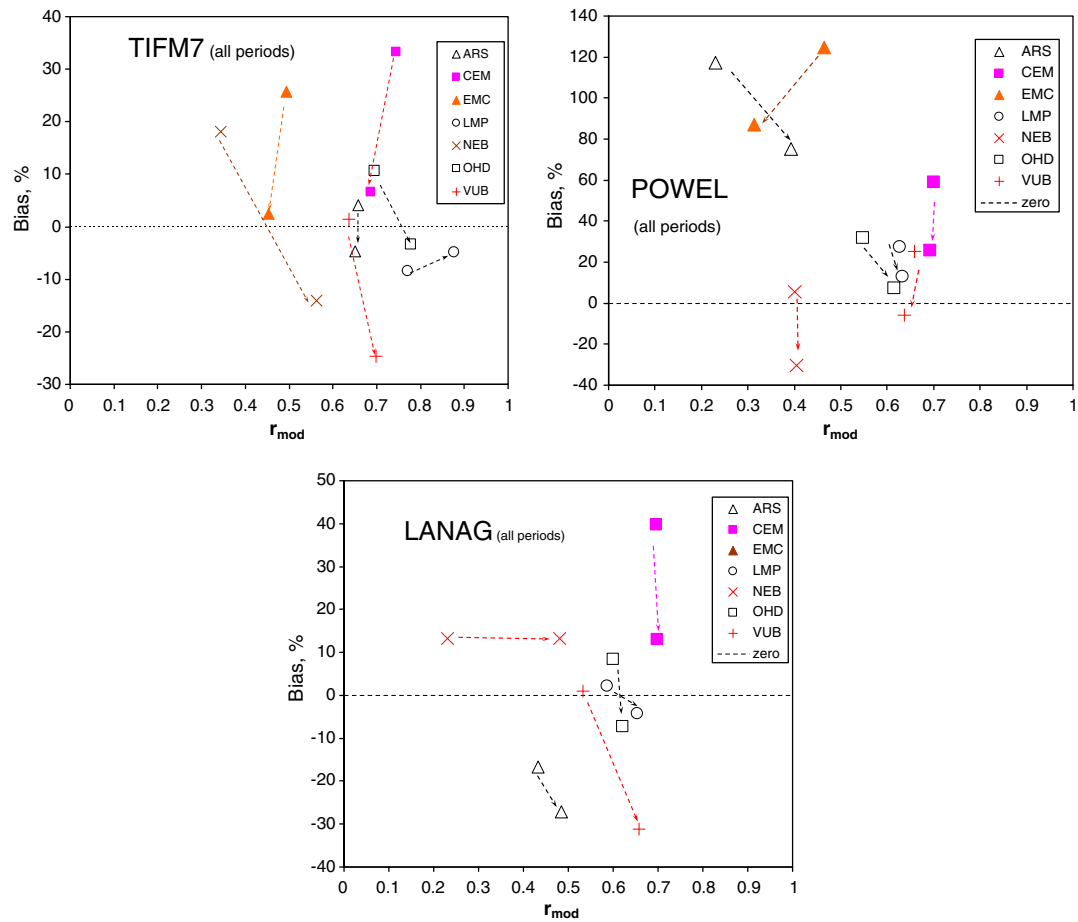 TIFM7 (all periods)
Bias, %
40
30
20
10
0
-10
-20
-30
0 0.1 0.2 0.3 0.4 0.5 0.6 0.7 0.8 0.9 1
rmod
ARS
CEM
EMC
LMP
NEB
OHD
VUB
POWEL
(all periods)
Bias, %
140
120
100
80
60
40
20
0
-20
-40
0 0.1 0.2 0.3 0.4 0.5 0.6 0.7 0.8 0.9 1
rmod
ARS
CEM
EMC
LMP
NEB
OHD
VUB
zero
LANAG (all periods)
Bias, %
50
40
30
20
10
0
-10
-20
-30
-40
0 0.1 0.2 0.3 0.4 0.5 0.6 0.7 0.8 0.9 1
rmod
ARS
CEM
EMC
LMP
NEB
OHD
VUB
zero